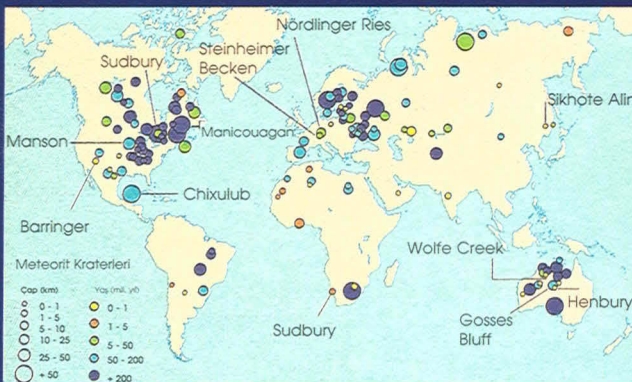 Nördlinger Ries
Steinheimer
Becken
Sudbury
Sikhote Alin
Manicouagan
Manson
Chixulub
Barringer
Wolfe Creek
Meteorit Kraterleri
Çap (km)
Yaş (mil. yıl)
0 - 1
0 - 1
1 - 5
1 - 5
5 - 10
5 - 50
10 - 25
50 - 200
25 - 50
+ 200
+ 50
Sudbury
Gosses
Bluff
Henbury